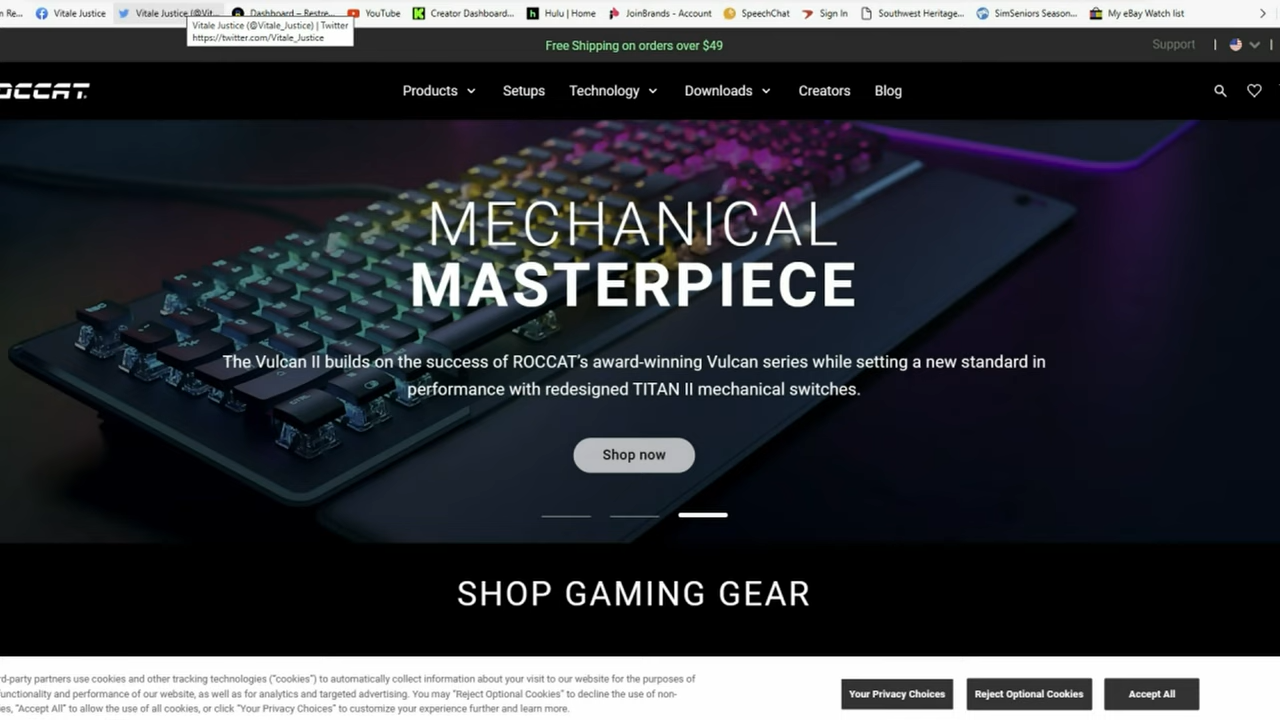 Vitale Justice
Vitale Justice (@Vit...
Dashboard – Restre...
YouTube
Creator Dashboard...
Hulu | Home
JoinBrands - Account
SpeechChat
Sign In
Southwest Heritage...
SimSeniors Season...
My eBay Watch list
Vitale Justice (@Vitale_Justice) | Twitter
https://twitter.com/Vitale_Justice
Free Shipping on orders over $49
Support
OCCAT
Products
Setups
Technology
Downloads
Creators
Blog
MECHANICAL
MASTERPIECE
The Vulcan II builds on the success of ROCCAT's award-winning Vulcan series while setting a new standard in
performance with redesigned TITAN II mechanical switches.
Shop now
SHOP GAMING GEAR
rd-party partners use cookies and other tracking technologies ("cookies") to automatically collect information about your visit to our website for the purposes of
functionality and performance of our website, as well as for analytics and targeted advertising. You may "Reject Optional Cookies" to decline the use of non-
es, "Accept All" to allow the use of all cookies, or click "Your Privacy Choices" to customize your experience further and learn more.
Your Privacy Choices
Reject Optional Cookies
Accept All